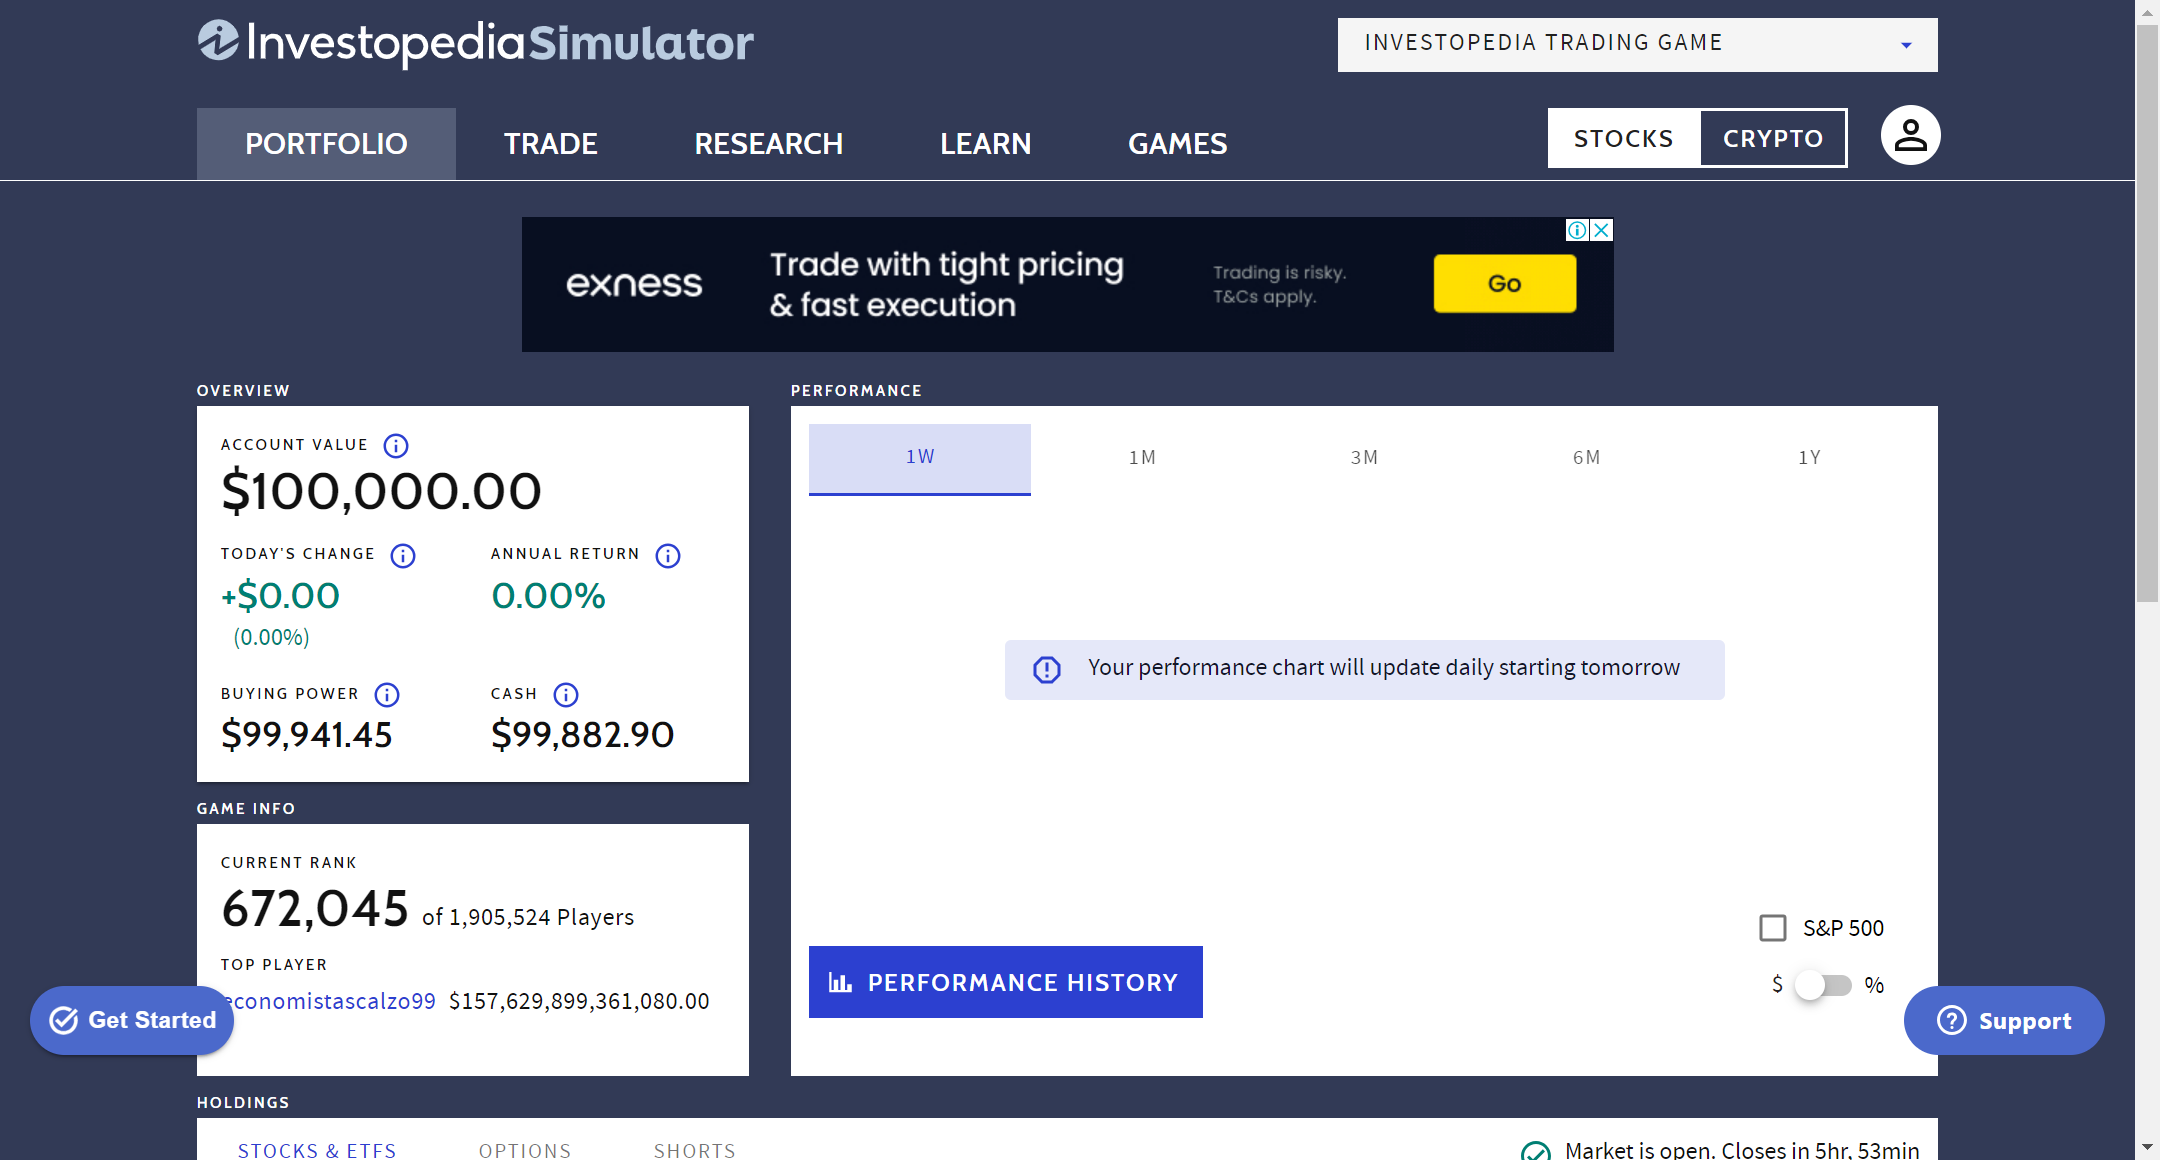 InvestopediaSimulator
INVESTOPEDIA TRADING GAME
PORTFOLIO
TRADE
RESEARCH
LEARN
GAMES
STOCKS
CRYPTO
exness
Trade with tight pricing
& fast execution
Trading is risky.
T&Cs apply.
Go
OVERVIEW
ACCOUNT VALUE
$100,000.00
TODAY'S CHANGE
ANNUAL RETURN
+$0.00
0.00%
(0.00%)
BUYING POWER
CASH
$99,941.45
$99,882.90
PERFORMANCE
1W
1M
3M
6M
1Y
Your performance chart will update daily starting tomorrow
S&P 500
$
%
PERFORMANCE HISTORY
GAME INFO
CURRENT RANK
672,045 of 1,905,524 Players
TOP PLAYER
economistascalzo99 $157,629,899,361,080.00
Get Started
Support
HOLDINGS
STOCKS & ETFS
OPTIONS
SHORTS
Market is open. Closes in 5hr, 53min